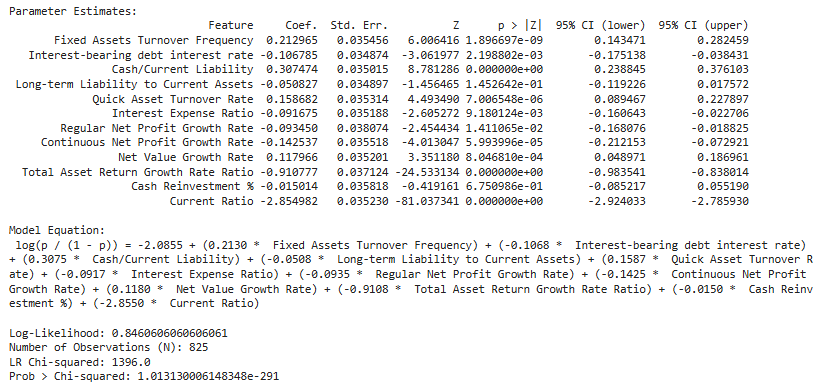 Parameter Estimates:
Feature Coef. Std. Err. Z p > |Z| 95% CI (lower) 95% CI (upper)
Fixed Assets Turnover Frequency 0.212965 0.035456 6.006416 1.896697e-09 0.143471 0.282459
Interest-bearing debt interest rate -0.106785 0.034874 -3.061977 2.198802e-03 -0.175138 -0.038431
Cash/Current Liability 0.307474 0.035015 8.781286 0.000000e+00 0.238845 0.376103
Long-term Liability to Current Assets -0.050827 0.034897 -1.456465 1.452642e-01 -0.119226 0.017572
Quick Asset Turnover Rate 0.158682 0.035314 4.493490 7.006548e-06 0.089467 0.227897
Interest Expense Ratio -0.091675 0.035188 -2.605272 9.180124e-03 -0.160643 -0.022706
Regular Net Profit Growth Rate -0.093450 0.038074 -2.454434 1.411065e-02 -0.168076 -0.018825
Continuous Net Profit Growth Rate -0.142537 0.035518 -4.013047 5.993996e-05 -0.212153 -0.072921
Net Value Growth Rate 0.117966 0.035201 3.351180 8.046810e-04 0.048971 0.186961
Total Asset Return Growth Rate Ratio -0.910777 0.037124 -24.533134 0.000000e+00 -0.983541 -0.838014
Cash Reinvestment % -0.015014 0.035818 -0.419161 6.750986e-01 -0.085217 0.055190
Current Ratio -2.854982 0.035230 -81.037341 0.000000e+00 -2.924033 -2.785930
Model Equation:
log(p / (1 - p)) = -2.0855 + (0.2130 * Fixed Assets Turnover Frequency) + (-0.1068 * Interest-bearing debt interest rate)
+ (0.3075 * Cash/Current Liability) + (-0.0508 * Long-term Liability to Current Assets) + (0.1587 * Quick Asset Turnover R
ate) + (-0.0917 * Interest Expense Ratio) + (-0.0935 * Regular Net Profit Growth Rate) + (-0.1425 * Continuous Net Profit
Growth Rate) + (0.1180 * Net Value Growth Rate) + (-0.9108 * Total Asset Return Growth Rate Ratio) + (-0.0150 * Cash Reinv
estment %) + (-2.8550 * Current Ratio)
Log-Likelihood: 0.8460606060606061
Number of Observations (N): 825
LR Chi-squared: 1396.0
Prob > Chi-squared: 1.013130006148348e-291